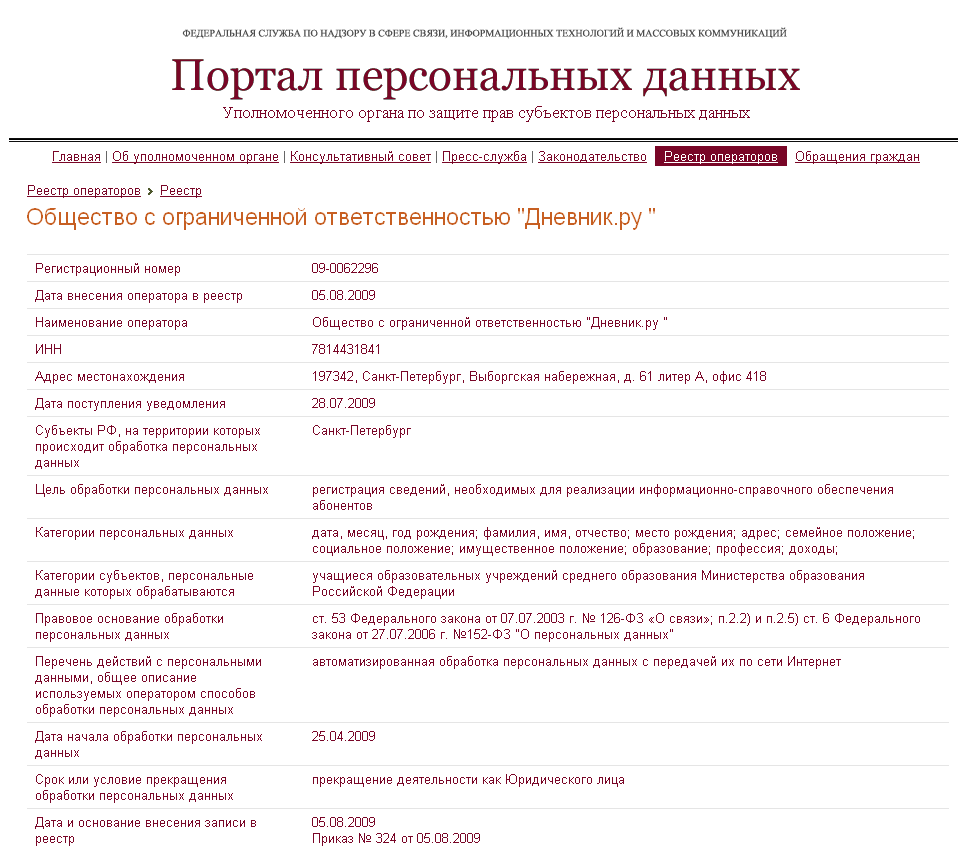 ФЕДЕРАЛЬНАЯ СЛУЖБА ПО НАДЗОРУ В СФЕРЕ СВЯЗИ, ИНФОРМАЦИОННЫХ ТЕХНОЛОГИЙ И МАССОВЫХ КОММУНИКАЦИЙ
Портал персональных данных
Уполномоченного органа по защите прав субъектов персональных данных
Главная | Об уполномоченном органе | Консультативный совет | Пресс-служба | Законодательство Реестр операторов Обращения граждан
Реестр операторов > Реестр
Общество с ограниченной ответственностью "Дневник.ру "
Регистрационный номер 09-0062296
Дата внесения оператора в реестр 05.08.2009
Наименование оператора Общество с ограниченной ответственностью "Дневник.ру "
ИНН 7814431841
Адрес местонахождения 197342, Санкт-Петербург, Выборгская набережная, д. 61 литер А, офис 418
Дата поступления уведомления 28.07.2009
Субъекты РФ, на территории которых Санкт-Петербург
происходит обработка персональных
данных
Цель обработки персональных данных регистрация сведений, необходимых для реализации информационно-справочного обеспечения
абонентов
Категории персональных данных дата, месяц, год рождения; фамилия, имя, отчество; место рождения; адрес; семейное положение;
социальное положение; имущественное положение; образование; профессия; доходы;
Категории субъектов, персональные учащиеся образовательных учреждений среднего образования Министерства образования
данные которых обрабатываются Российской Федерации
Правовое основание обработки ст. 53 Федерального закона от 07.07.2003 г. № 126-ФЗ «О связи»; п.2.2) и п.2.5) ст. 6 Федерального
персональных данных закона от 27.07.2006 г. №152-ФЗ "О персональных данных"
Перечень действий с персональными автоматизированная обработка персональных данных с передачей их по сети Интернет
данными, общее описание
используемых оператором способов
обработки персональных данных
Дата начала обработки персональных 25.04.2009
данных
Срок или условие прекращения прекращение деятельности как Юридического лица
обработки персональных данных
Дата и основание внесения записи в 05.08.2009
реестр Приказ № 324 от 05.08.2009